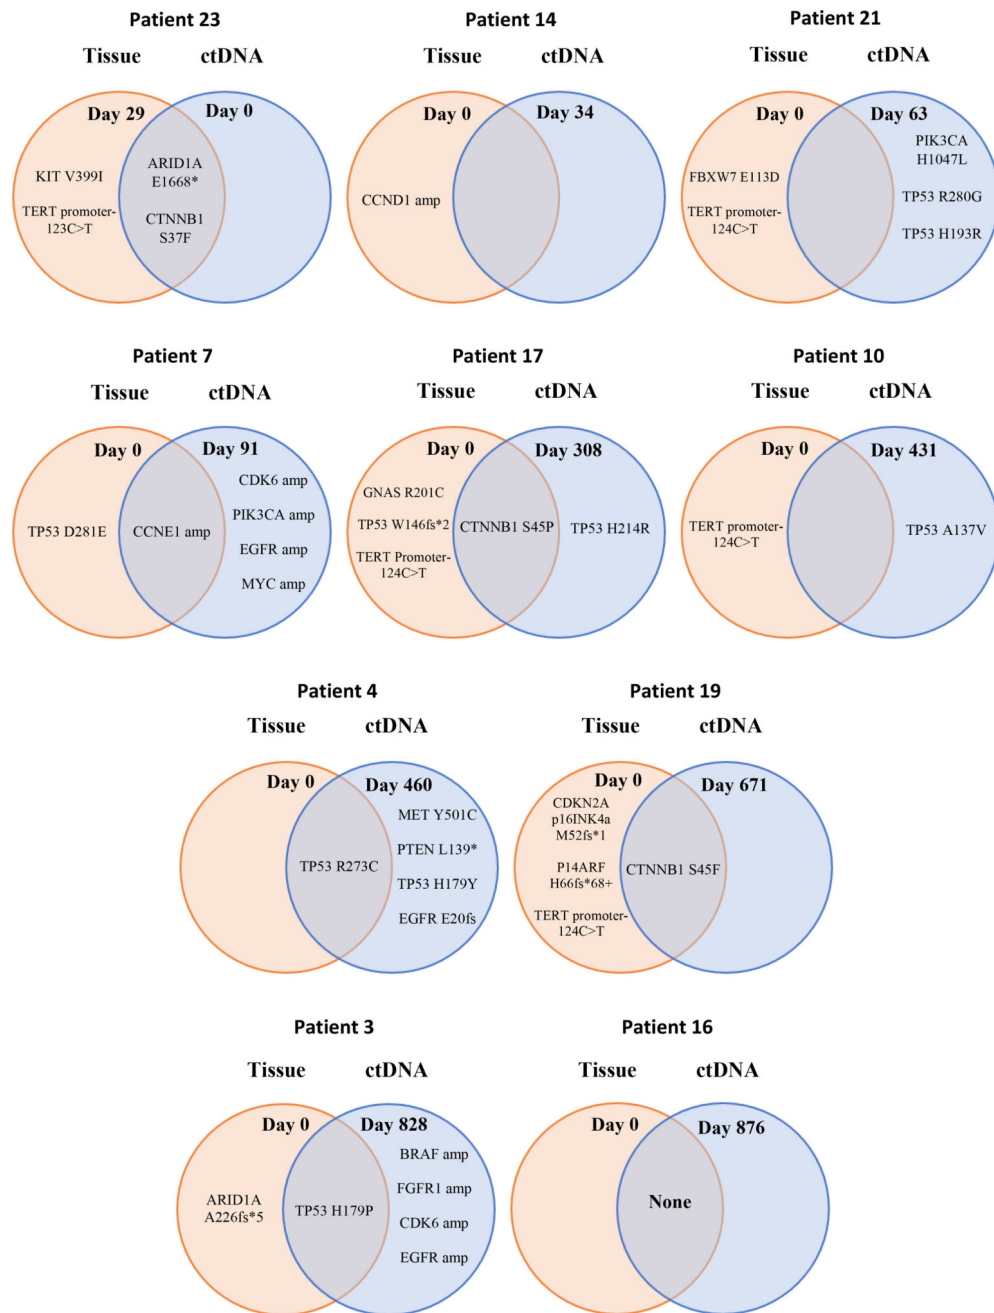 Patient 23
Tissue ctDNA
Day 29 Day 0
KIT V399I
TERT promoter-
123C>T
ARID1A
E1668*
CTNNB1
S37F
Patient 14
Tissue ctDNA
Day 0 Day 34
CCND1 amp
Patient 21
Tissue ctDNA
Day 0 Day 63
FBXW7 E113D
TERT promoter-
124C>T
PIK3CA
H1047L
TP53 R280G
TP53 H193R
Patient 7
Tissue ctDNA
Day 0 Day 91
TP53 D281E
CCNE1 amp
CDK6 amp
PIK3CA amp
EGFR amp
MYC amp
Patient 17
Tissue ctDNA
Day 0 Day 308
GNAS R201C
TP53 W146fs*2
TERT Promoter-
124C>T
CTNNB1 S45P
TP53 H214R
Patient 10
Tissue ctDNA
Day 0 Day 431
TERT promoter-
124C>T
TP53 A137V
Patient 4
Tissue ctDNA
Day 0 Day 460
TP53 R273C
MET Y501C
PTEN L139*
TP53 H179Y
EGFR E20fs
Patient 19
Tissue ctDNA
Day 0 Day 671
CDKN2A
p16INK4a
M52fs*1
P14ARF
H66fs*68+
TERT promoter-
124C>T
CTNNB1 S45F
Patient 3
Tissue ctDNA
Day 0 Day 828
ARID1A
A226fs*5
TP53 H179P
BRAF amp
FGFR1 amp
CDK6 amp
EGFR amp
Patient 16
Tissue ctDNA
Day 0 Day 876
None